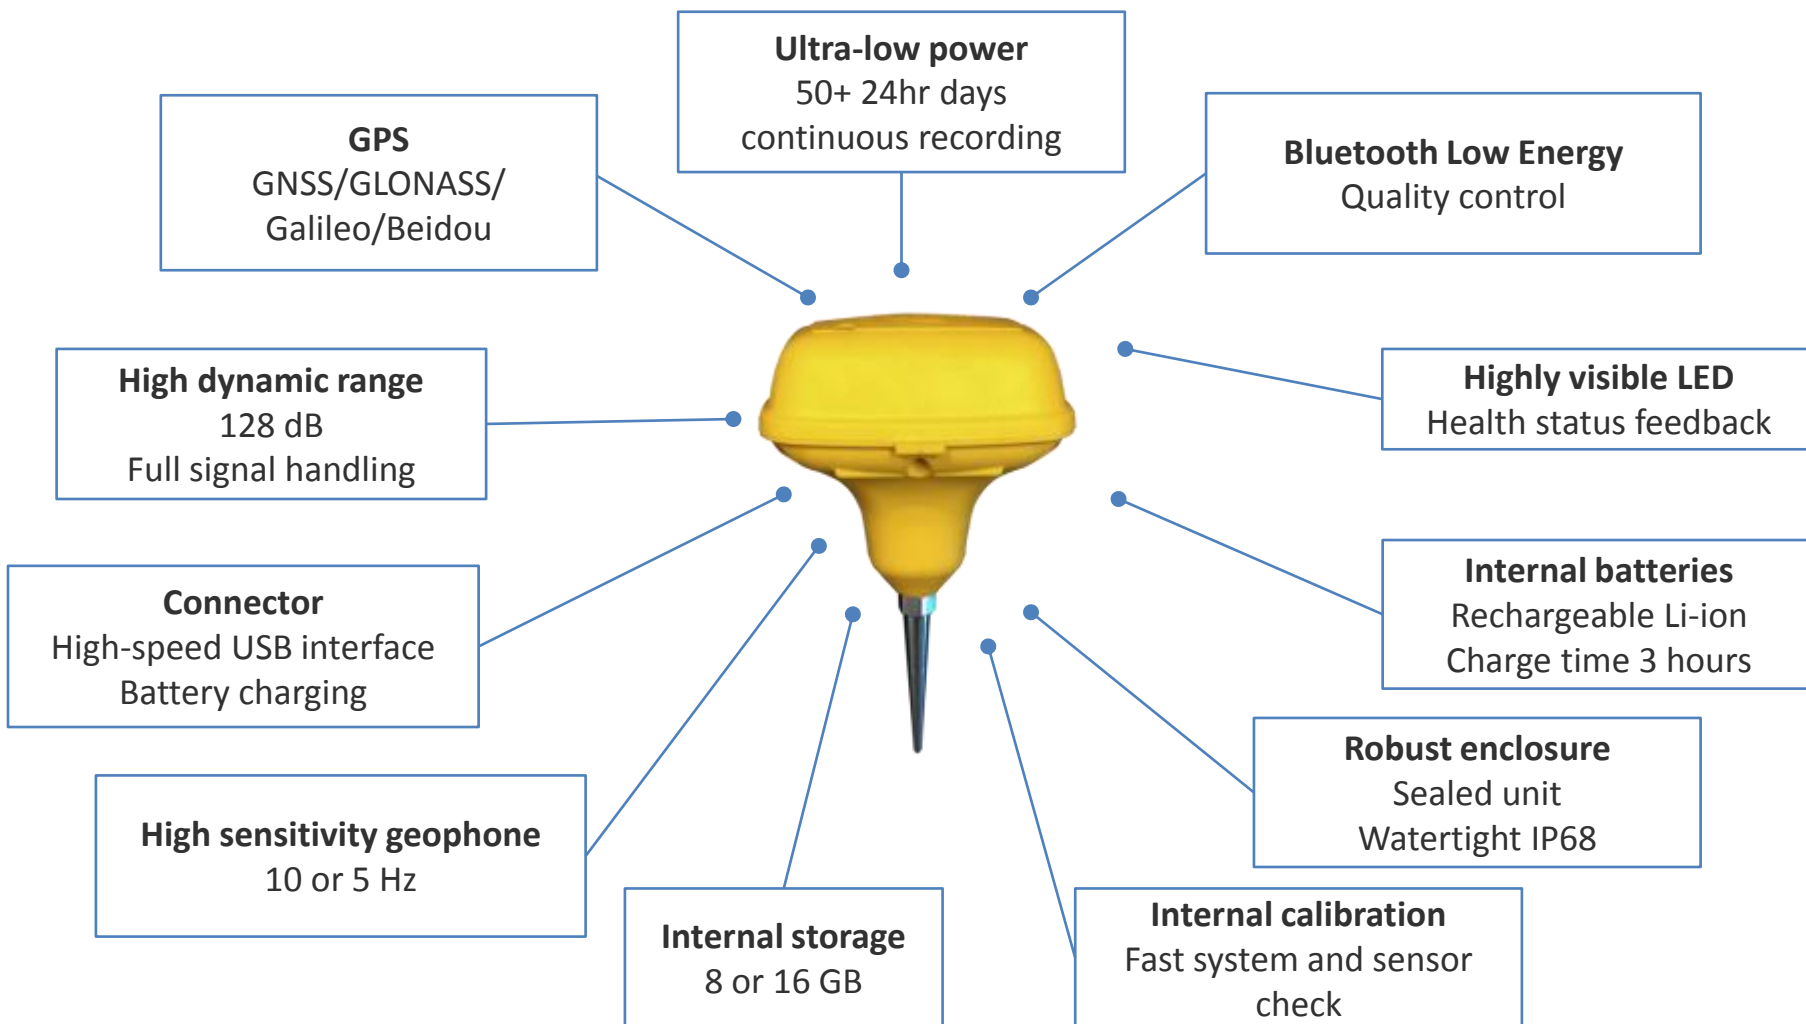 Ultra-low power
50+ 24hr days
continuous recording
GPS
GNSS/GLONASS/
Galileo/Beidou
Bluetooth Low Energy
Quality control
High dynamic range
128 dB
Full signal handling
Highly visible LED
Health status feedback
Connector
High-speed USB interface
Battery charging
Internal batteries
Rechargeable Li-ion
Charge time 3 hours
High sensitivity geophone
10 or 5 Hz
Robust enclosure
Sealed unit
Watertight IP68
Internal storage
8 or 16 GB
Internal calibration
Fast system and sensor
check